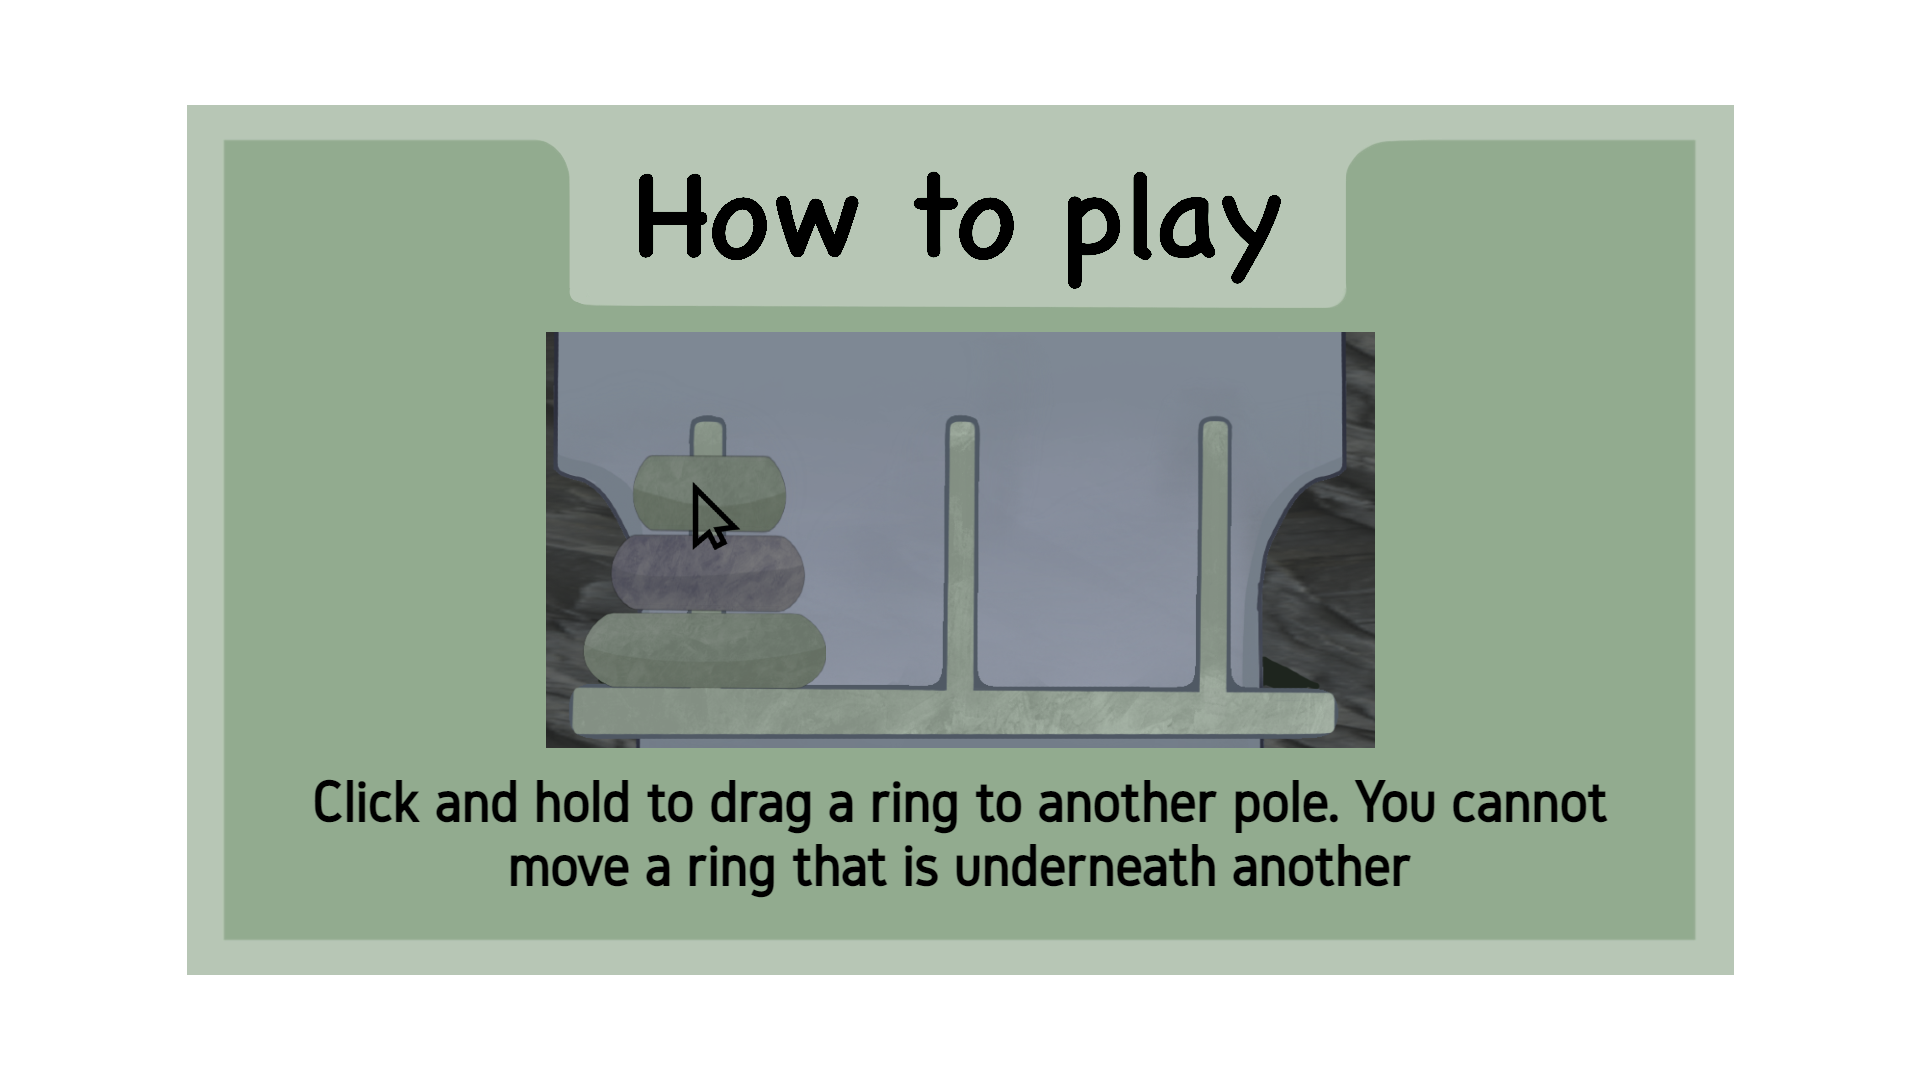 How to play
Click and hold to drag a ring to another pole. You cannot
move a ring that is underneath another